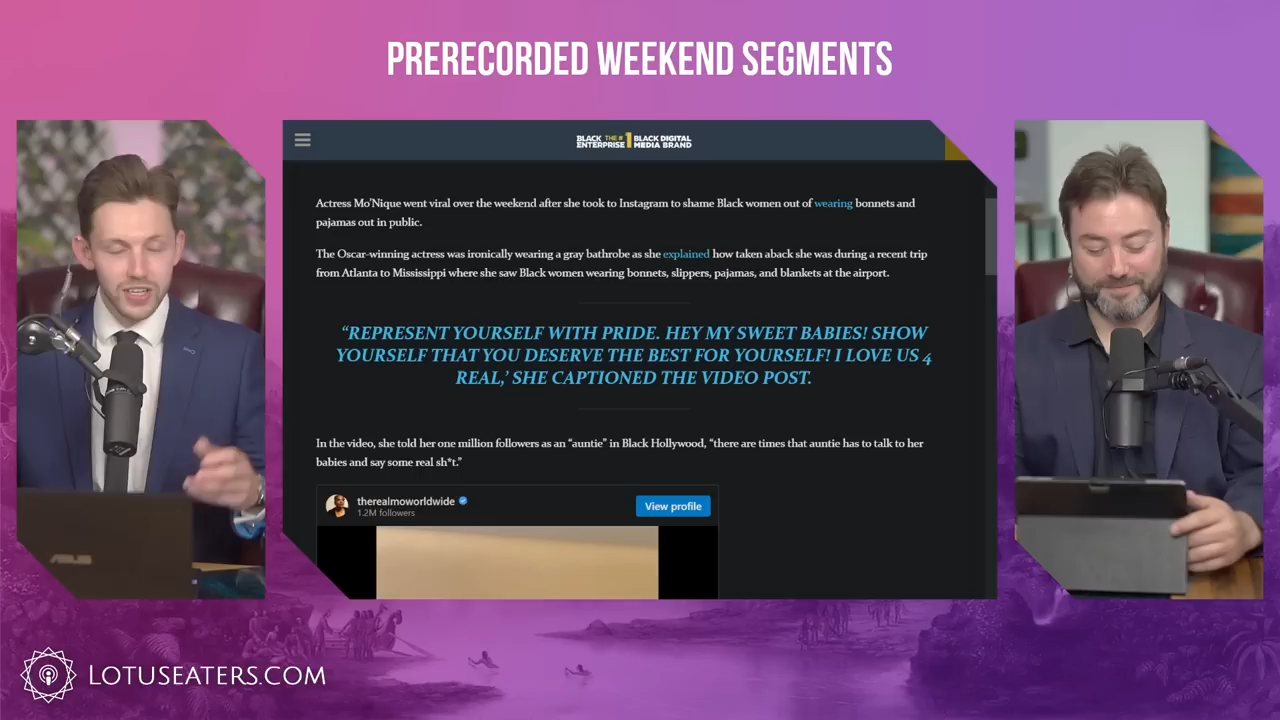 PRERECORDED WEEKEND SEGMENTS
BLACK ENTERPRISE THE # 1 BLACK DIGITAL MEDIA BRAND
Actress Mo'Nique went viral over the weekend after she took to Instagram to shame Black women out of wearing bonnets and
pajamas out in public.
The Oscar-winning actress was ironically wearing a gray bathrobe as she explained how taken aback she was during a recent trip
from Atlanta to Mississippi where she saw Black women wearing bonnets, slippers, pajamas, and blankets at the airport.
“REPRESENT YOURSELF WITH PRIDE. HEY MY SWEET BABIES! SHOW
YOURSELF THAT YOU DESERVE THE BEST FOR YOURSELF! I LOVE US 4
REAL,’ SHE CAPTIONED THE VIDEO POST.
In the video, she told her one million followers as an “auntie” in Black Hollywood, “there are times that auntie has to talk to her
babies and say some real sh*t.”
therealmoworldwide
1.2M followers
View profile
ASUS
LOTUSEATERS.COM